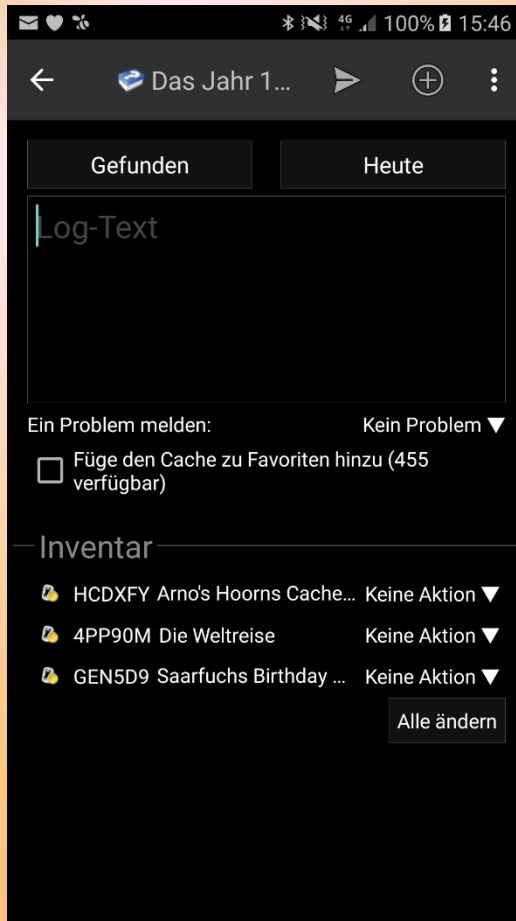 4G 100% 15:46
Das Jahr 1...
Gefunden Heute
Log-Text
Ein Problem melden: Kein Problem
Füge den Cache zu Favoriten hinzu (455
verfügbar)
Inventar
HCDXFY Arno's Hoorns Cache... Keine Aktion
4PP90M Die Weltreise Keine Aktion
GEN5D9 Saarfuchs Birthday ... Keine Aktion
Alle ändern